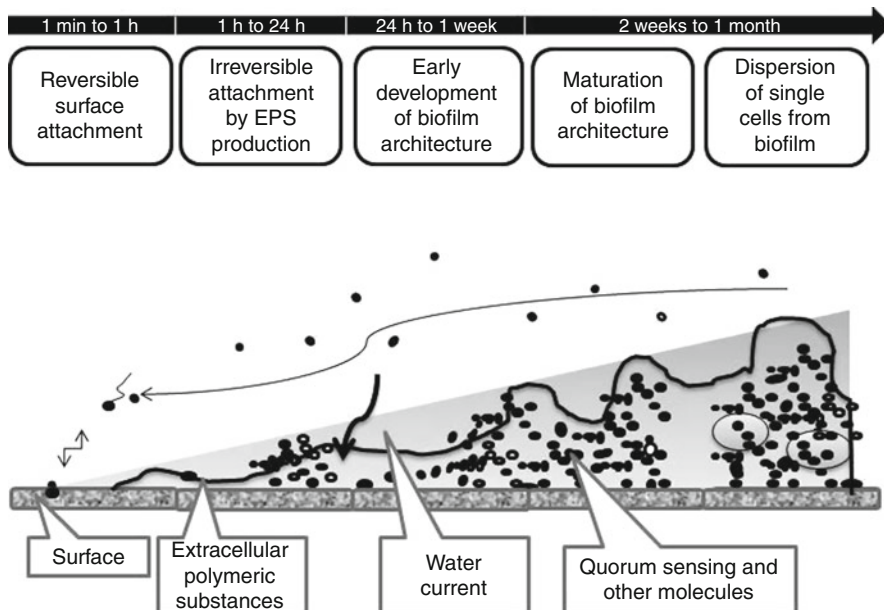 1 min to 1 h
1 h to 24 h
24 h to 1 week
2 weeks to 1 month
Reversible
surface
attachment
Irreversible
attachment
by EPS
production
Early
development
of biofilm
architecture
Maturation
of biofilm
architecture
Dispersion
of single
cells from
biofilm
Surface
Extracellular
polymeric
substances
Water
current
Quorum sensing and
other molecules